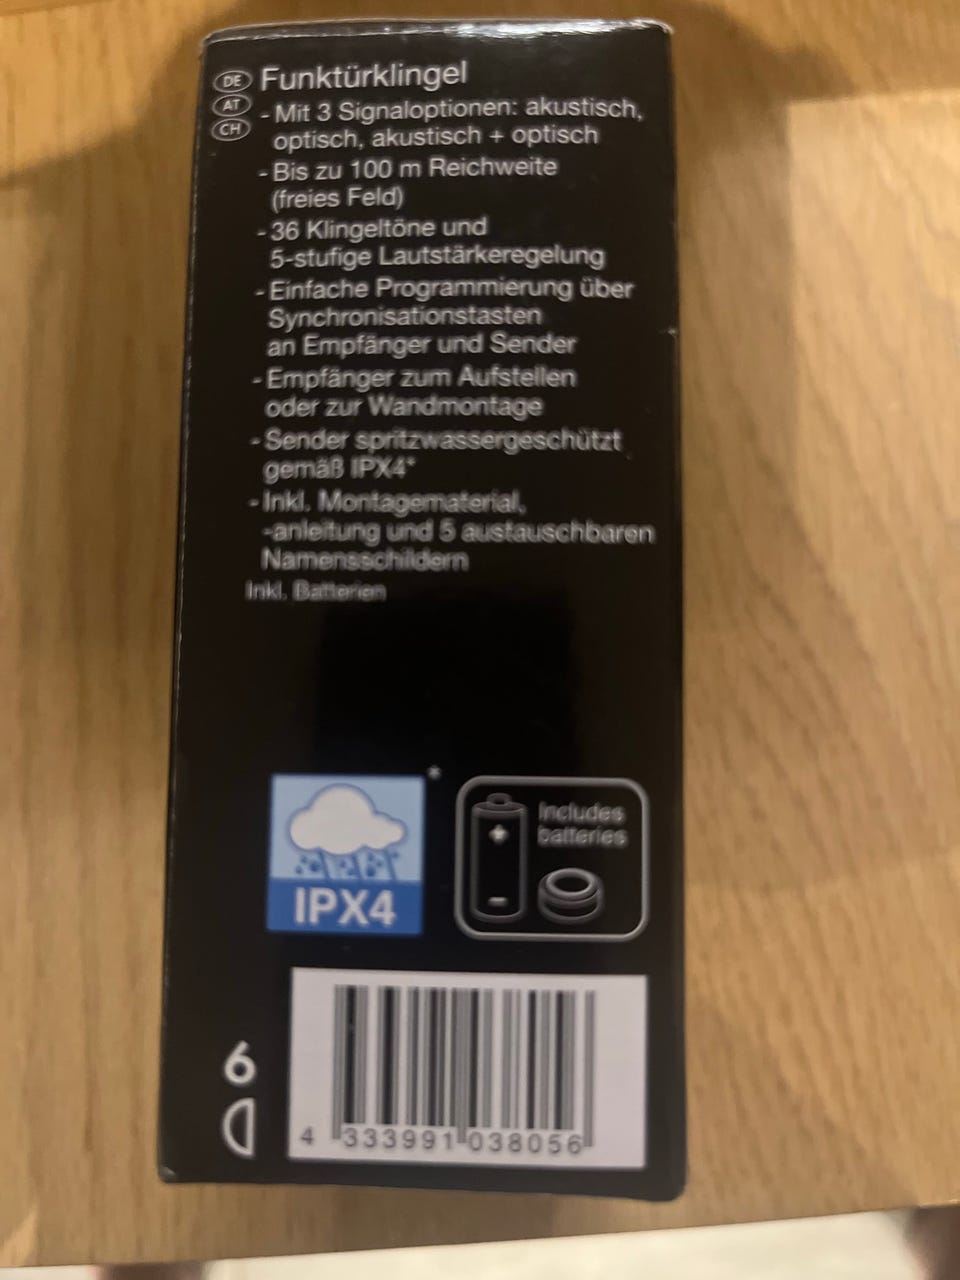 DE
AT
CH
Funktürklingel
- Mit 3 Signaloptionen: akustisch,
optisch, akustisch + optisch
- Bis zu 100 m Reichweite
(freies Feld)
- 36 Klingeltöne und
5-stufige Lautstärkeregelung
- Einfache Programmierung über
Synchronisationstasten
an Empfänger und Sender
- Empfänger zum Aufstellen
oder zur Wandmontage
- Sender spritzwassergeschützt
gemäß IPX4*
- Inkl. Montagematerial,
-anleitung und 5 austauschbaren
Namensschildern
Inkl. Batterien
*
IPX4
+
-
Includes
batteries
6
4 333991 038056